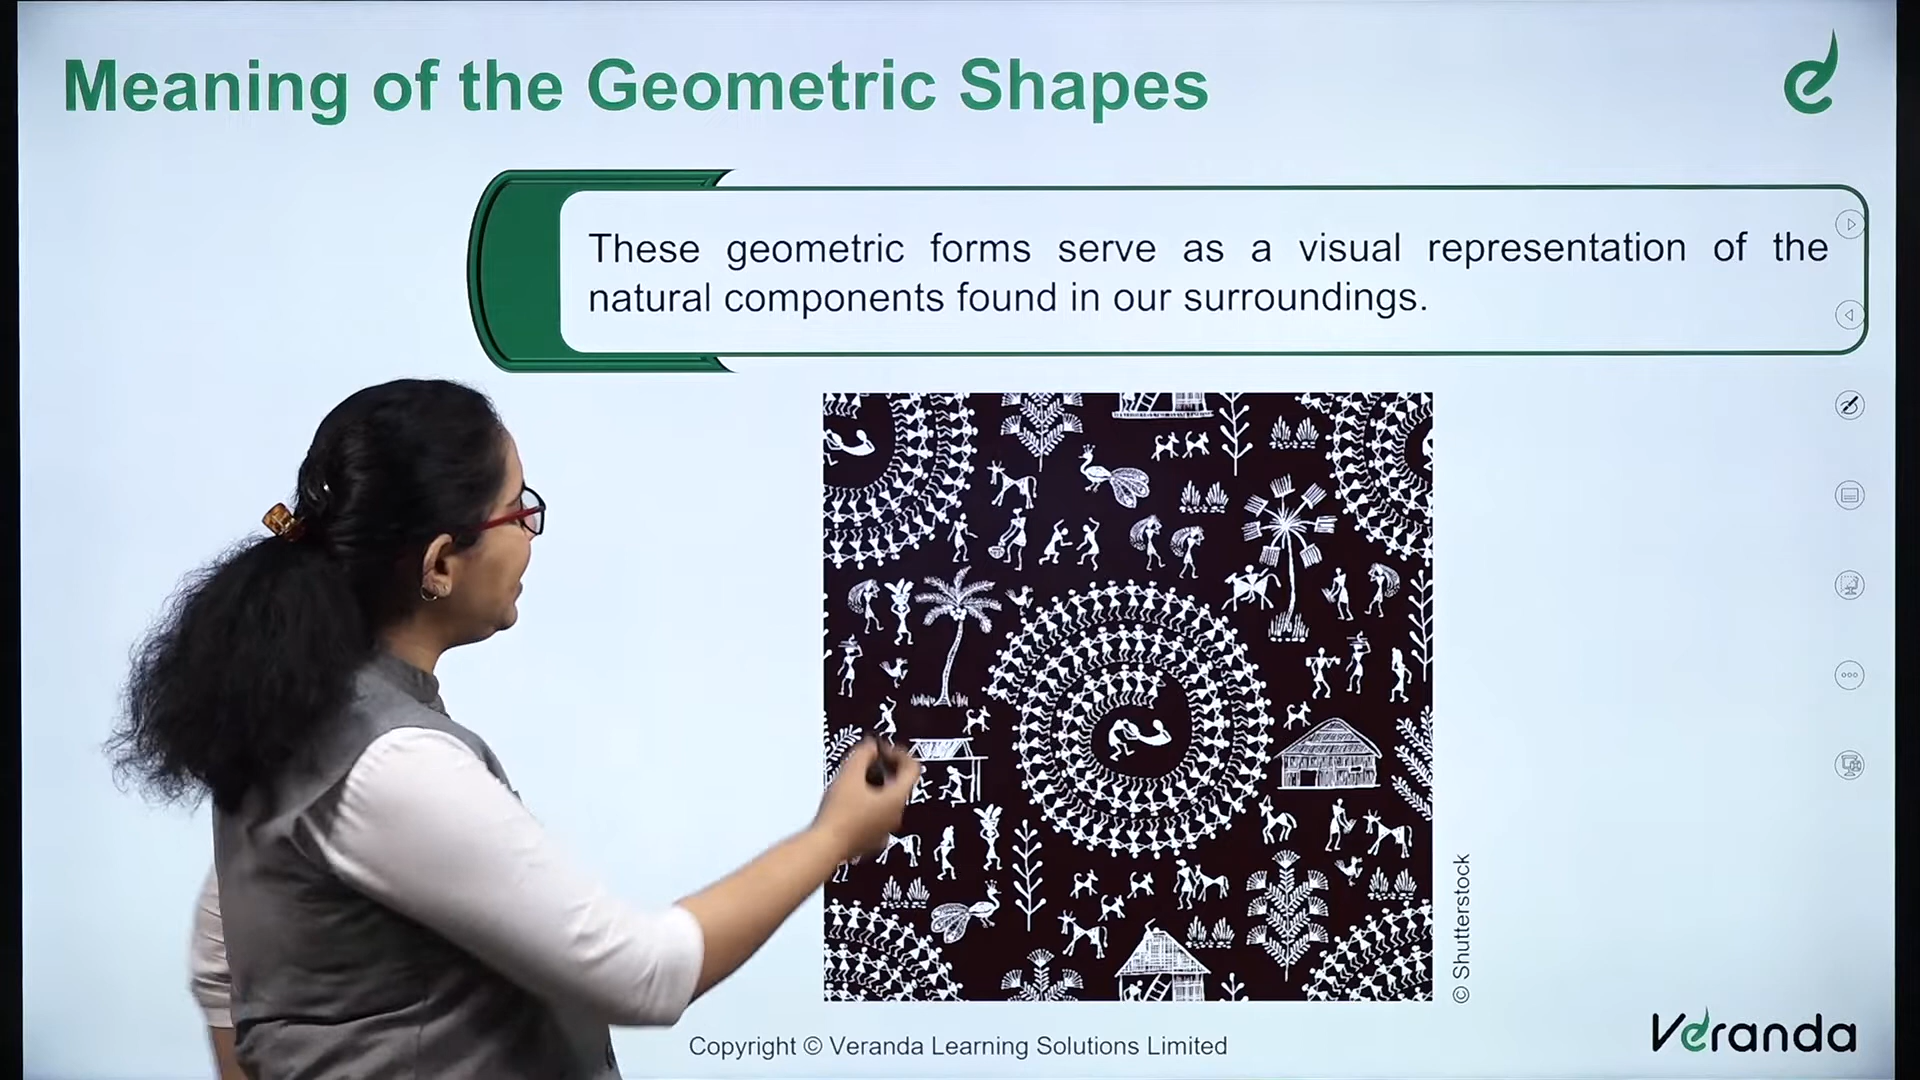 Meaning of the Geometric Shapes
These geometric forms serve as a visual representation of the
natural components found in our surroundings.
© Shutterstock
Copyright © Veranda Learning Solutions Limited
Veranda